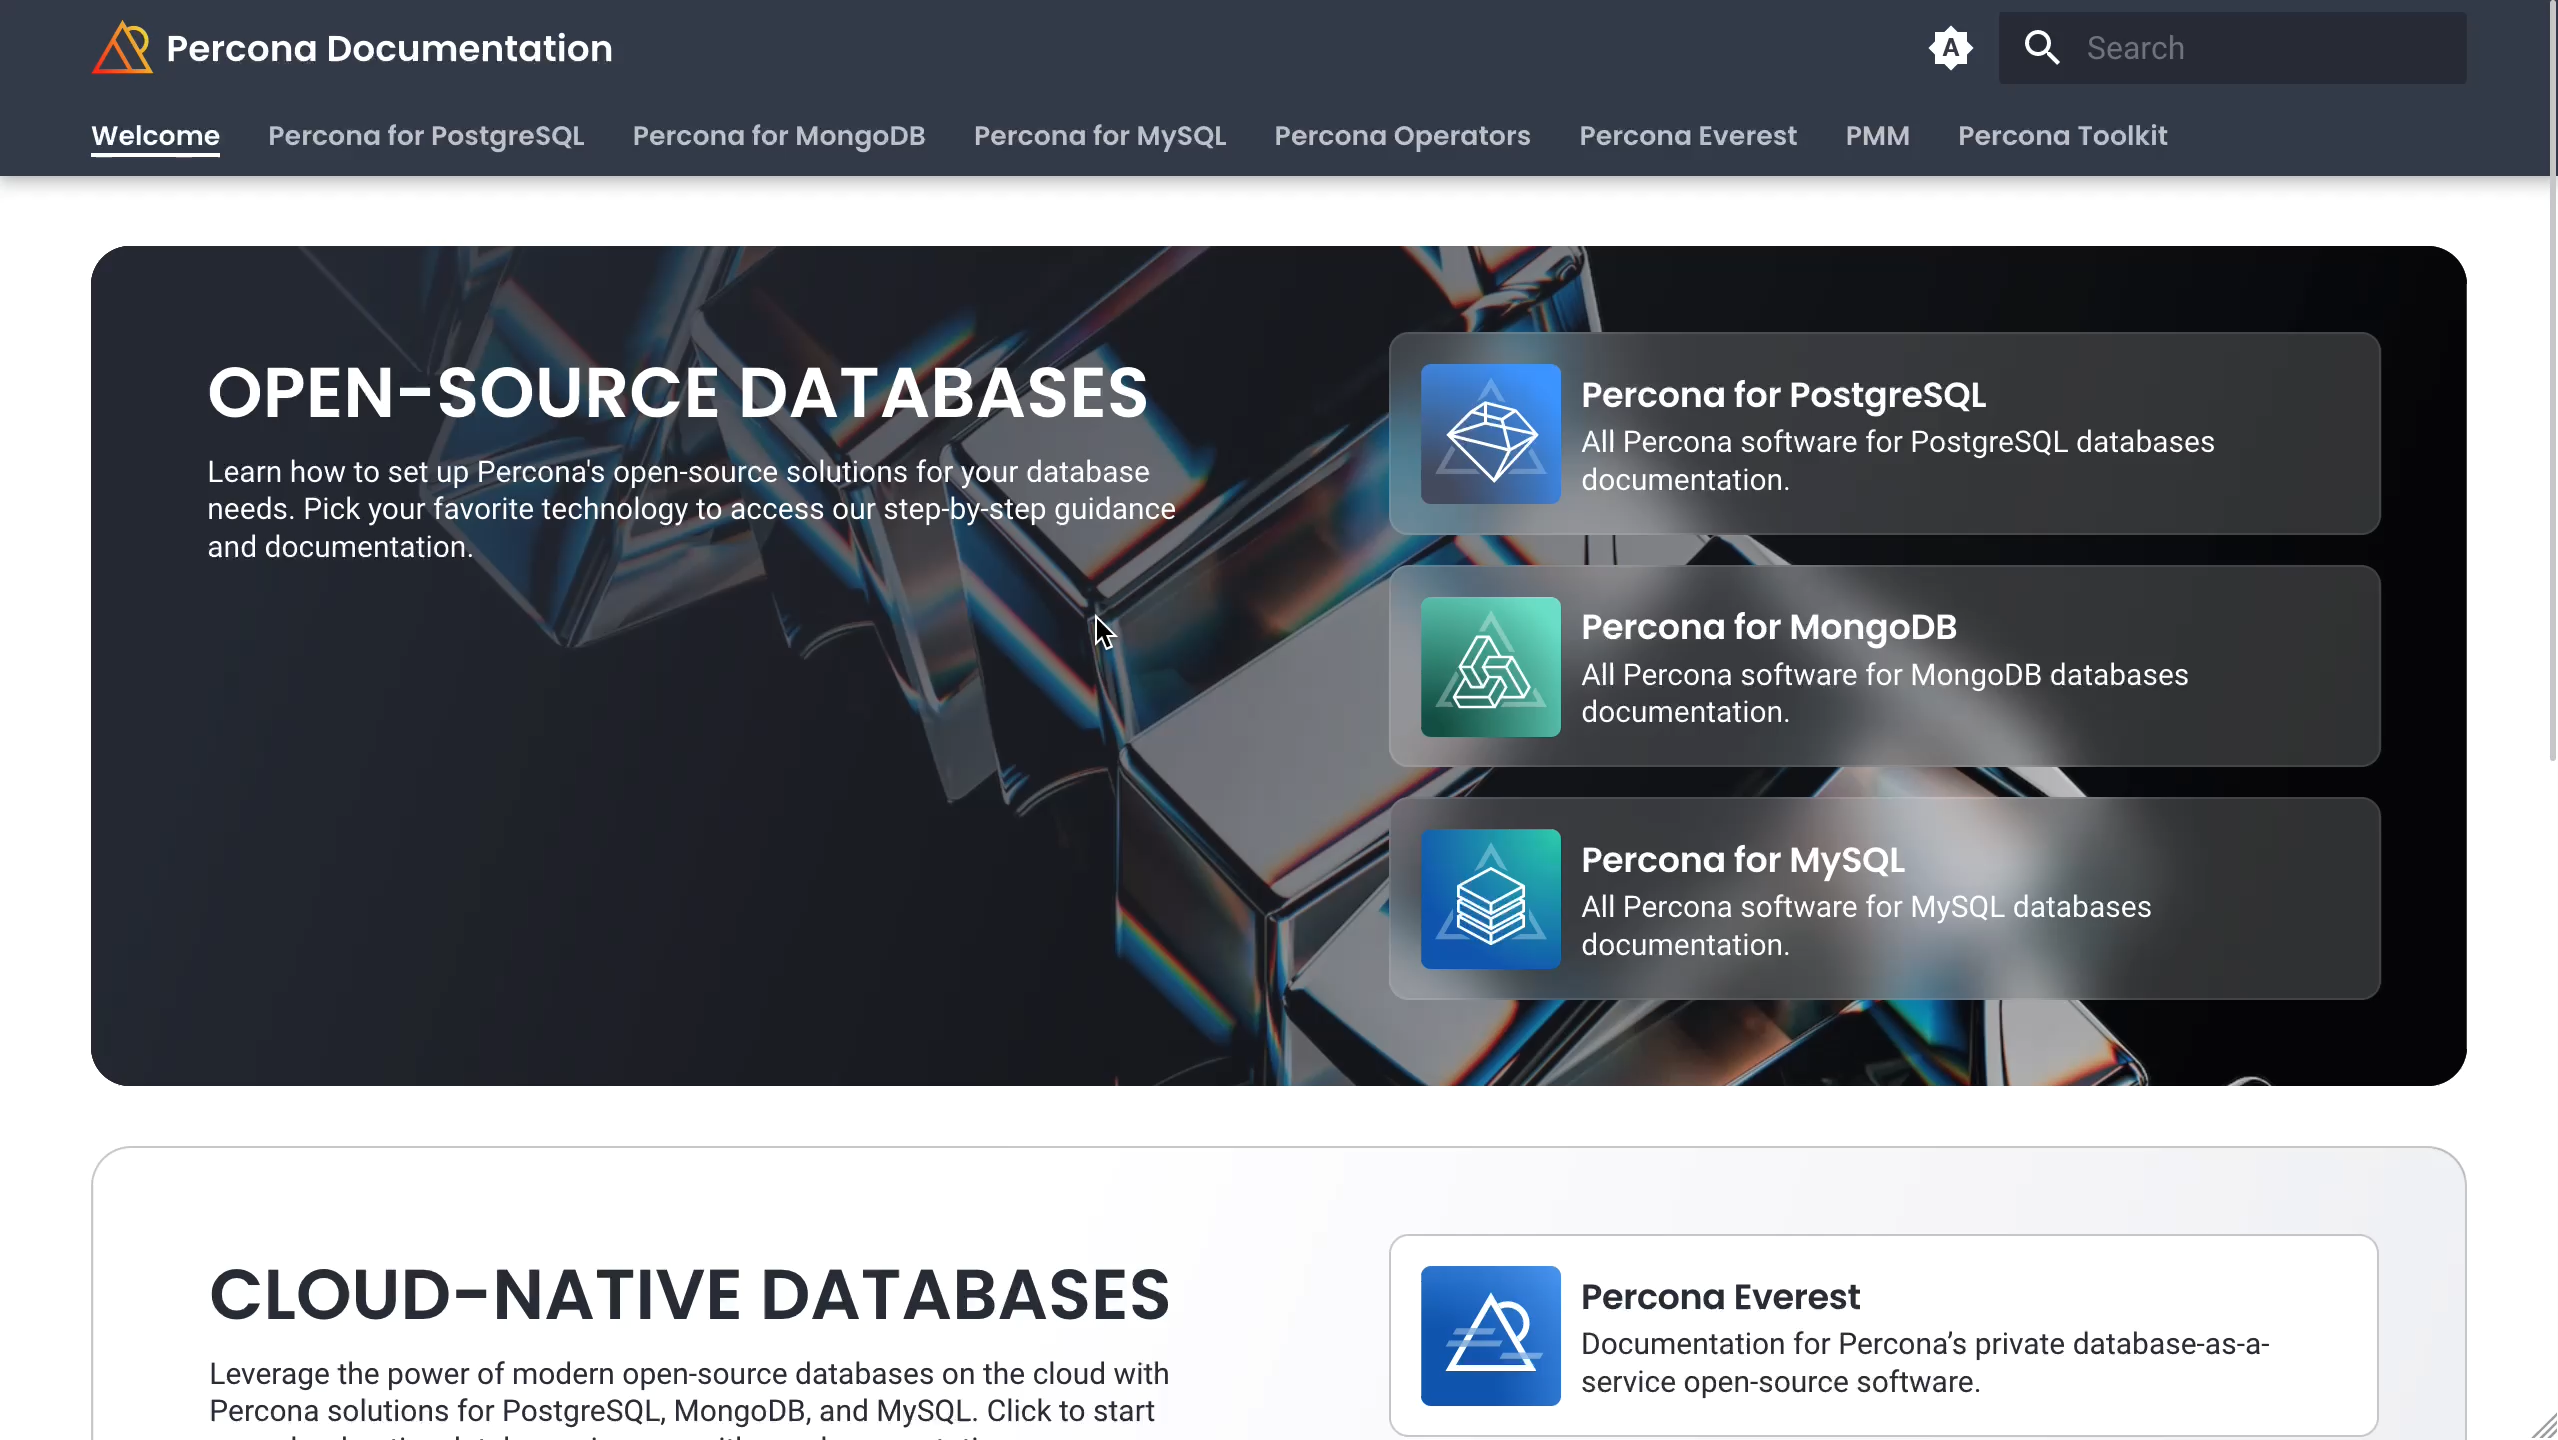 Percona Documentation
A
Search
Welcome Percona for PostgreSQL Percona for MongoDB Percona for MySQL Percona Operators Percona Everest PMM Percona Toolkit
OPEN-SOURCE DATABASES
Learn how to set up Percona's open-source solutions for your database
needs. Pick your favorite technology to access our step-by-step guidance
and documentation.
Percona for PostgreSQL
All Percona software for PostgreSQL databases
documentation.
Percona for MongoDB
All Percona software for MongoDB databases
documentation.
Percona for MySQL
All Percona software for MySQL databases
documentation.
CLOUD-NATIVE DATABASES
Leverage the power of modern open-source databases on the cloud with
Percona solutions for PostgreSQL, MongoDB, and MySQL. Click to start
Percona Everest
Documentation for Percona’s private database-as-a-
service open-source software.